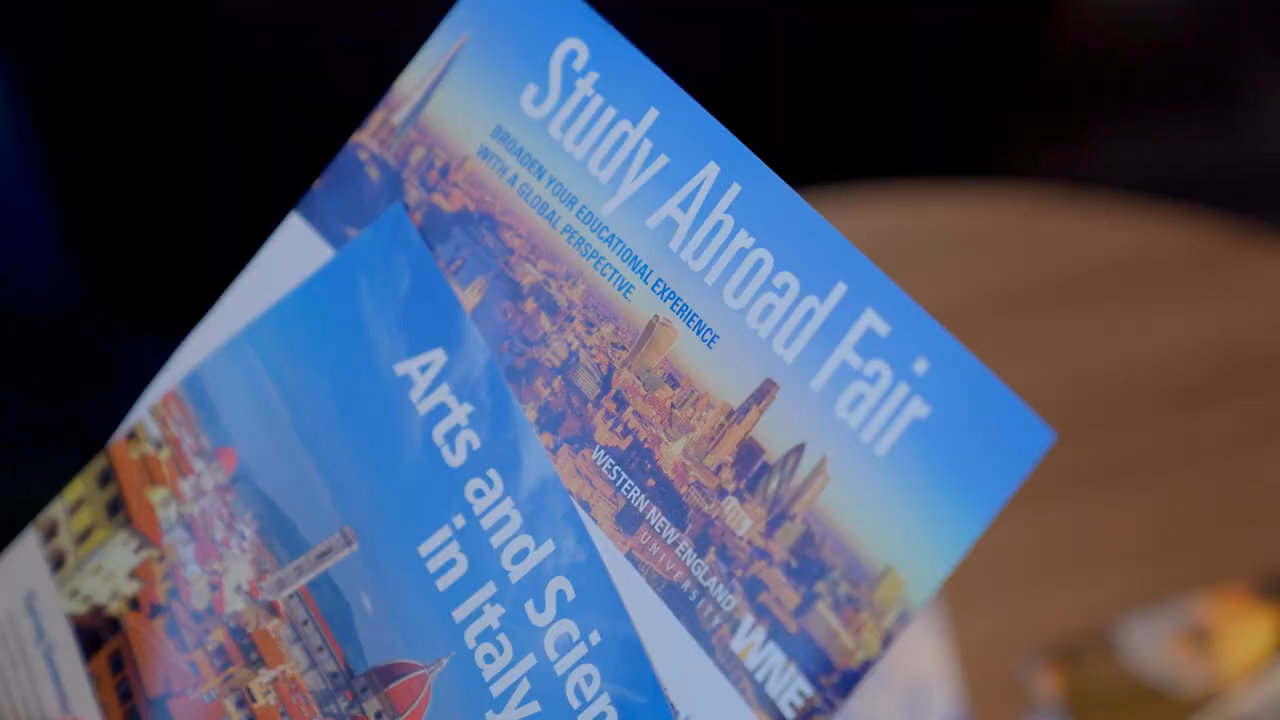 Study Abroad Fair
BROADEN YOUR EDUCATIONAL EXPERIENCE
WITH A GLOBAL PERSPECTIVE.
WESTERN NEW ENGLAND
UNIVERSITY
WNE
Arts and Scien
in Italy